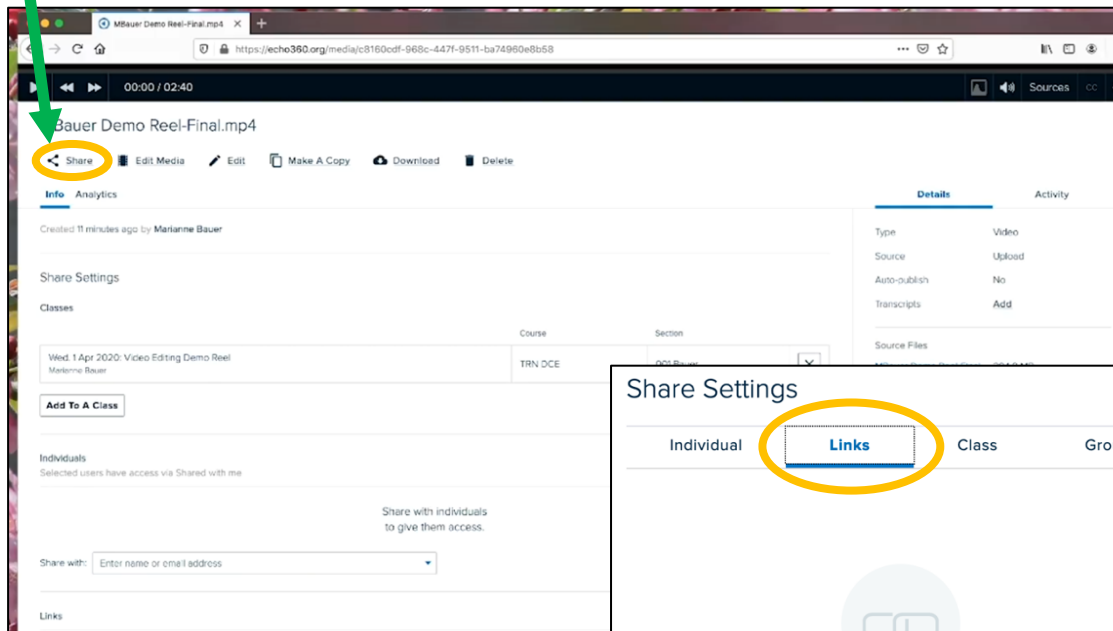 MBauer Demo Reel-Final.mp4
https://echo360.org/media/c8160cdf-968c-447f-9511-ba74960e8b58
00:00 / 02:40
Sources CC
Bauer Demo Reel-Final.mp4
Share Edit Media Edit Make A Copy Download Delete
Info Analytics
Created 11 minutes ago by Marianne Bauer
Share Settings
Classes
Course Section
Wed. 1 Apr 2020: Video Editing Demo Reel
Marianne Bauer
TRN DCE
Add To A Class
Individuals
Selected users have access via Shared with me
Share with individuals
to give them access.
Share with: Enter name or email address
Links
Details Activity
Type Video
Source Upload
Auto-publish No
Transcripts Add
Source Files
Share Settings
Individual Links Class Gro